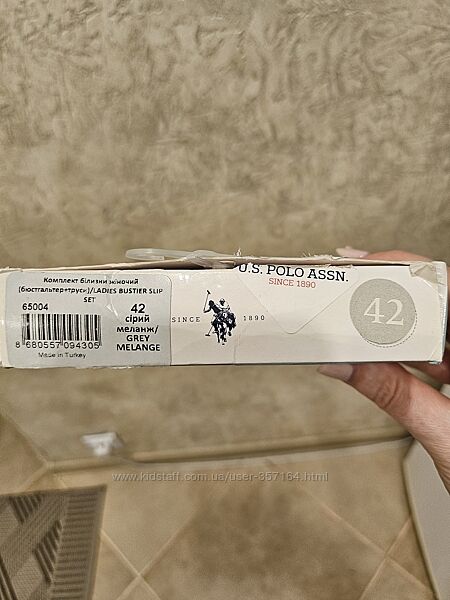 Комплект білизни жіночий
(бюстгальтер+труси)/LADIES BUSTIER SLIP
SET
65004
8 680557 094305
Made in Turkey
42
сірий
меланж/
GREY
MELANGE
U.S. POLO ASSN.
SINCE 1890
SINCE 1890
42
www.kidstaff.com.ua/user-357164.html